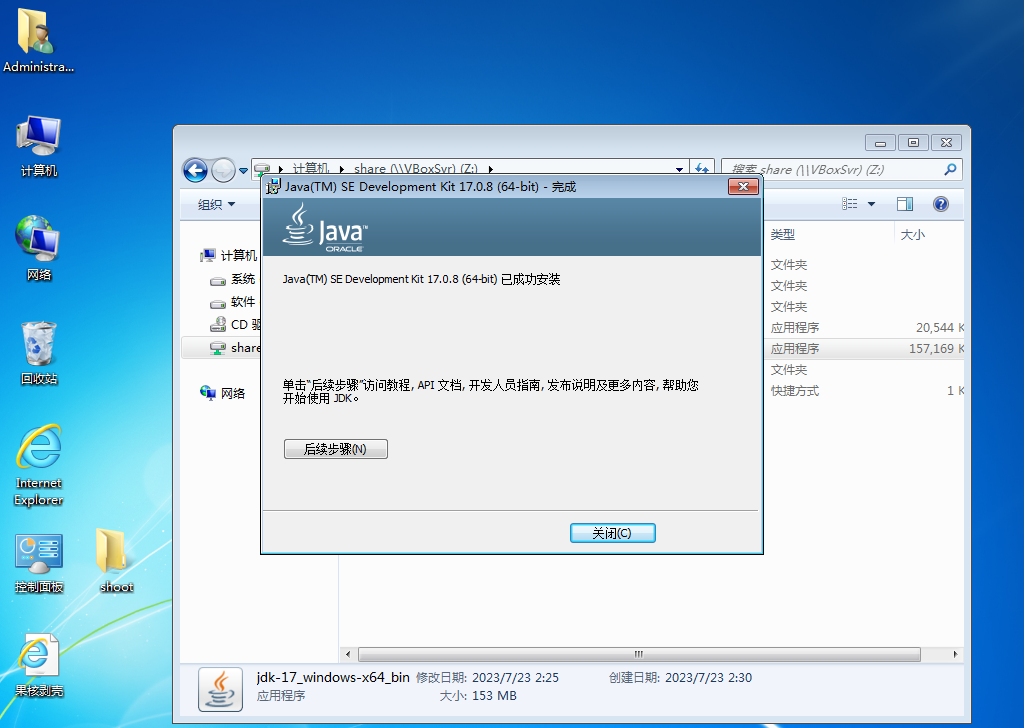 Administra...
计算机
网络
回收站
Internet
Explorer
控制面板
shoot
果核剥壳
计算机 share (\\VBoxSvr) (Z:)
搜索 share (\\VBoxSvr) (Z:)
组织
类型 大小
计算机
系统
软件
CD
share
网络
文件夹
文件夹
文件夹
应用程序 20,544 K
应用程序 157,169 K
文件夹
快捷方式 1 K
Java(TM) SE Development Kit 17.0.8 (64-bit) - 完成
Java™
ORACLE
Java(TM) SE Development Kit 17.0.8 (64-bit) 已成功安装
单击“后续步骤”访问教程, API 文档, 开发人员指南, 发布说明及更多内容, 帮助您
开始使用 JDK。
后续步骤(N)
关闭(C)
jdk-17_windows-x64_bin 修改日期: 2023/7/23 2:25 创建日期: 2023/7/23 2:30
应用程序 大小: 153 MB